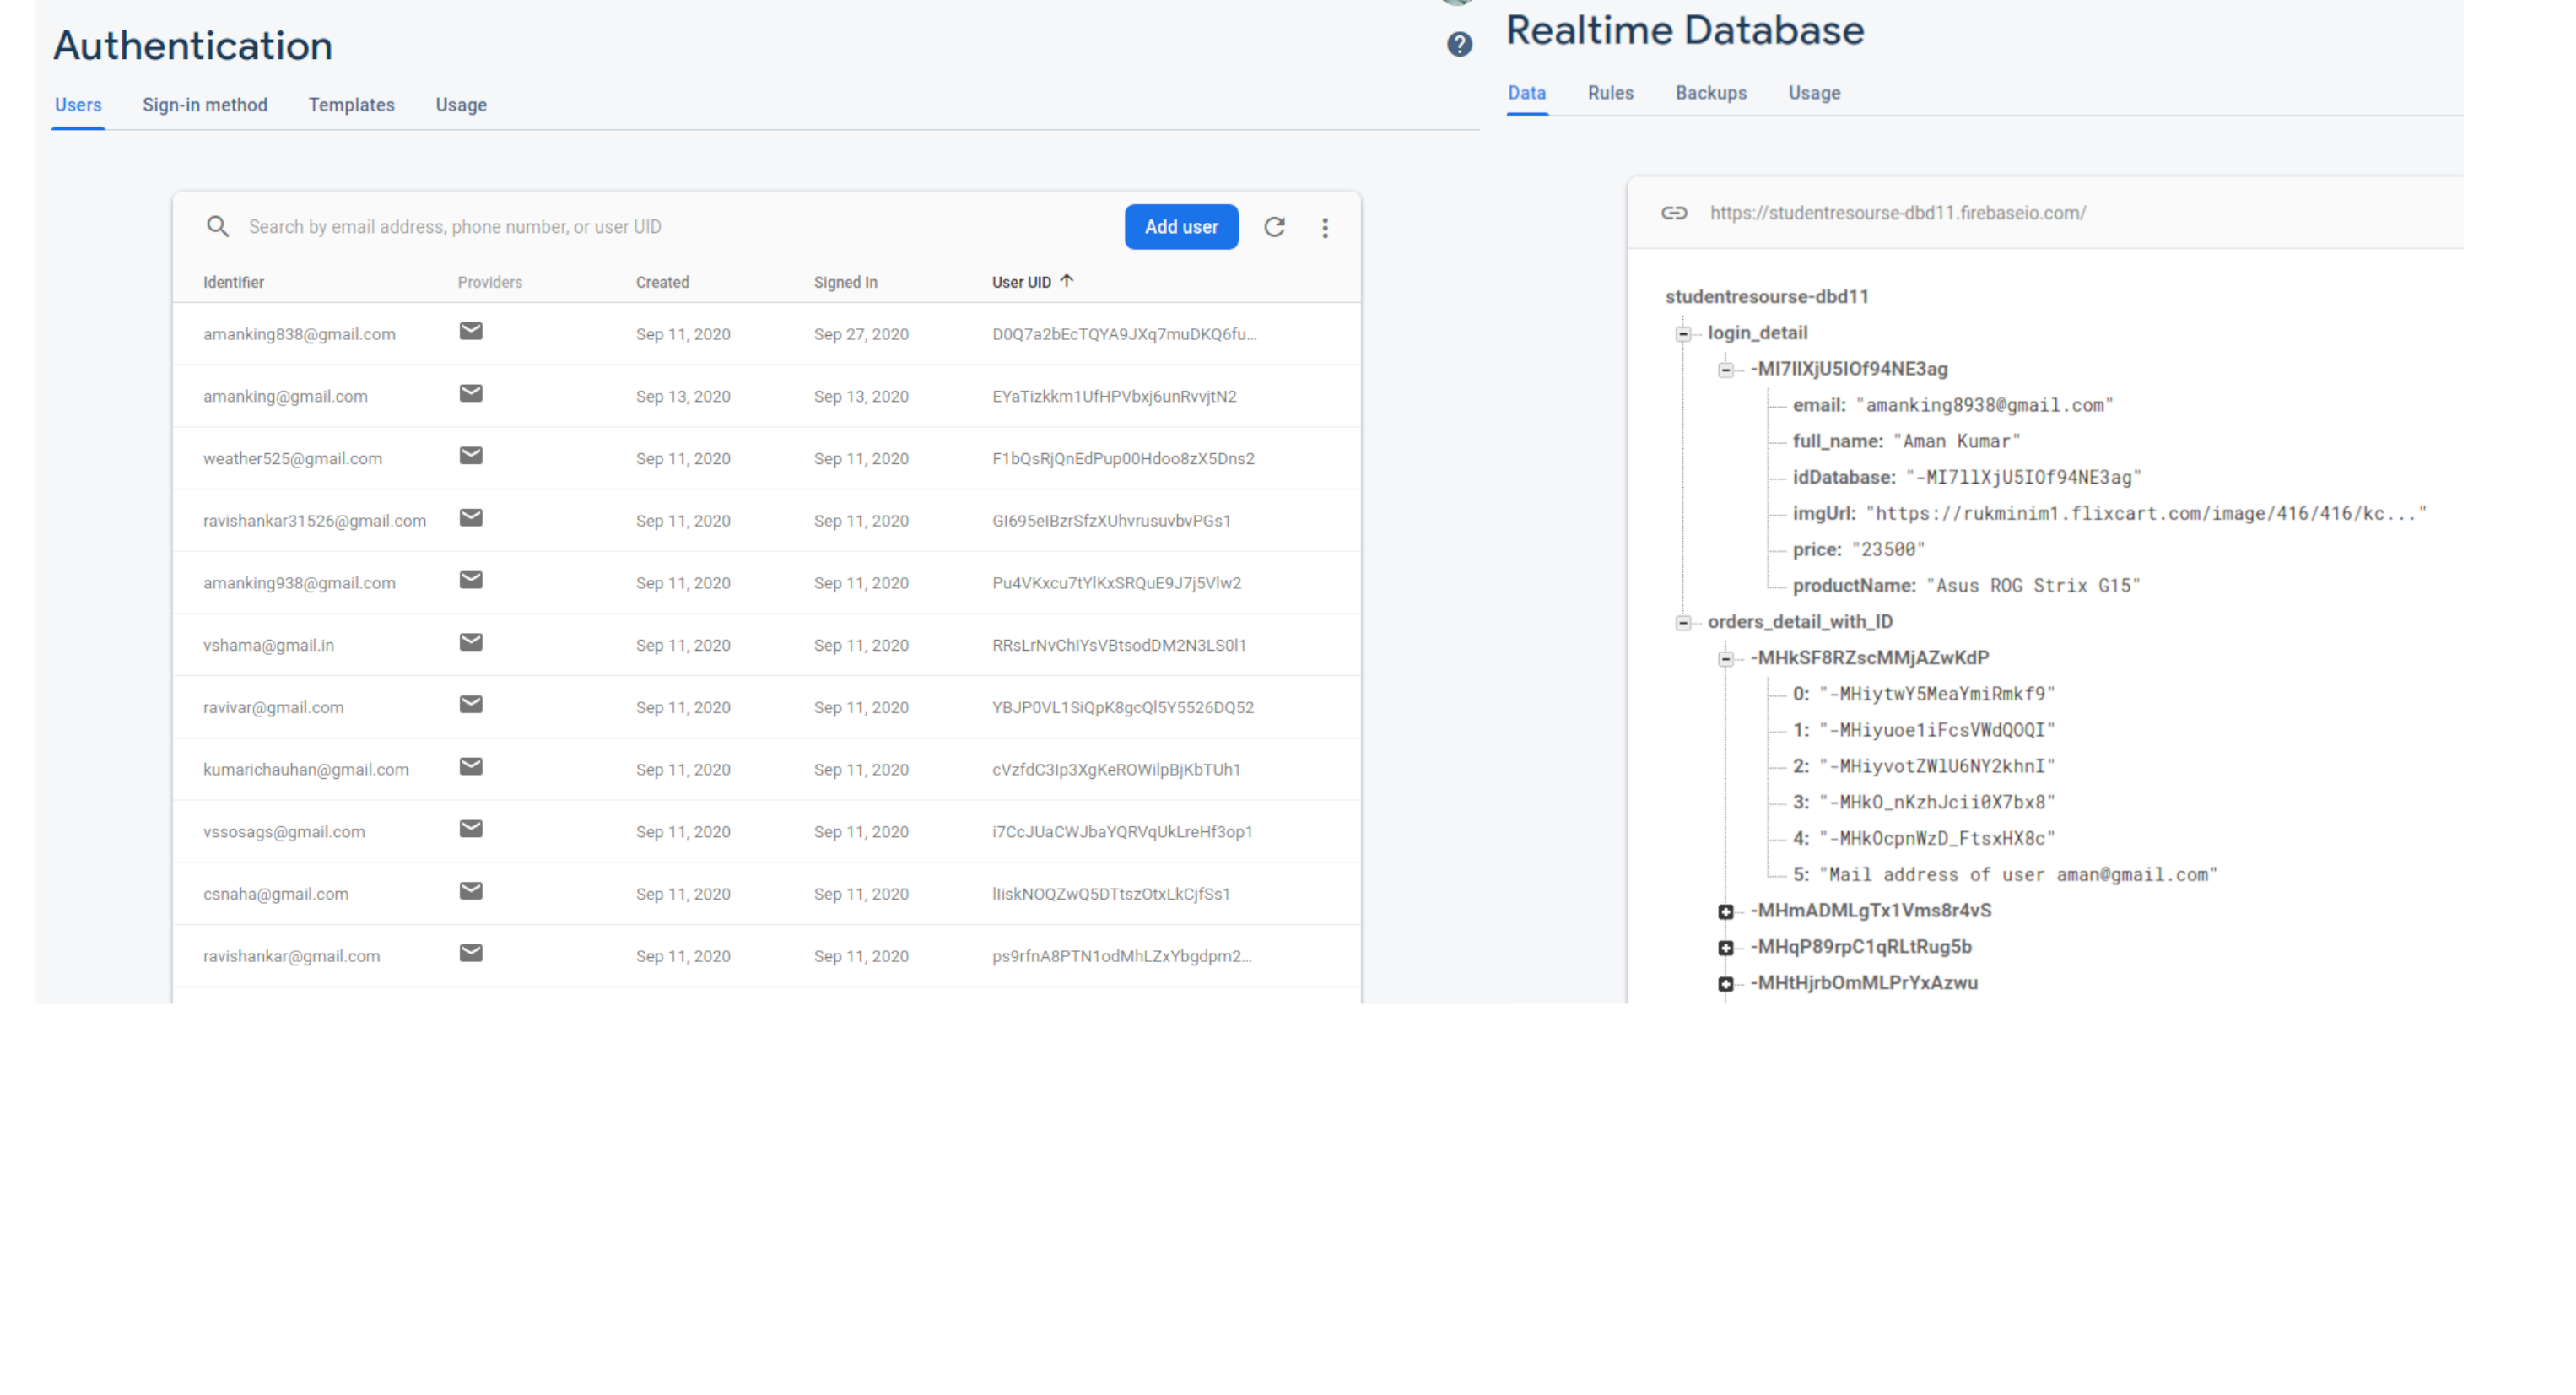 Authentication
Users Sign-in method Templates Usage
Search by email address, phone number, or user UID Add user
Identifier Providers Created Signed In User UID
amanking838@gmail.com Sep 11, 2020 Sep 27, 2020 D0Q7a2bEcTQYA9JXq7muDKQ6fu...
amanking@gmail.com Sep 13, 2020 Sep 13, 2020 EYaTizkkm1UfHPVbxj6unRvvjtN2
weather525@gmail.com Sep 11, 2020 Sep 11, 2020 F1bQsRjQnEdPup00Hdoo8zX5Dns2
ravishankar31526@gmail.com Sep 11, 2020 Sep 11, 2020 GI695eIBzrSfzXUhvrusuvbvPGs1
amanking938@gmail.com Sep 11, 2020 Sep 11, 2020 Pu4VKxcu7tYlKxSRQuE9J7j5Vlw2
vshama@gmail.in Sep 11, 2020 Sep 11, 2020 RRsLrNvChIYsVBtsodDM2N3LS0l1
ravivar@gmail.com Sep 11, 2020 Sep 11, 2020 YBJP0VL1SiQpK8gcQl5Y5526DQ52
kumarichauhan@gmail.com Sep 11, 2020 Sep 11, 2020 cVzfdC3Ip3XgKeROWilpBjKbTUh1
vssosags@gmail.com Sep 11, 2020 Sep 11, 2020 i7CcJUaCWJbaYQRVqUkLreHf3op1
csnaha@gmail.com Sep 11, 2020 Sep 11, 2020 lIiskNOQZwQ5DTtszOtxLkCjfSs1
ravishankar@gmail.com Sep 11, 2020 Sep 11, 2020 ps9rfnA8PTN1odMhLZxYbgdpm2...
Realtime Database
Data Rules Backups Usage
https://studentresourse-dbd11.firebaseio.com/
studentresourse-dbd11
login_detail
-MI7llXjU5IOf94NE3ag
email: "amanking8938@gmail.com"
full_name: "Aman Kumar"
idDatabase: "-MI7llXjU5IOf94NE3ag"
imgUrl: "https://rukminim1.flixcart.com/image/416/416/kc..."
price: "23500"
productName: "Asus ROG Strix G15"
orders_detail_with_ID
-MHkSF8RZscMMjAZwKdP
0: "-MHiytwY5MeaYmiRmkf9"
1: "-MHiyuoe1iFcsVWdQOQI"
2: "-MHiyvotZWlU6NY2khnI"
3: "-MHkO_nKzhJcii0X7bx8"
4: "-MHkOcpnWzD_FtsxHX8c"
5: "Mail address of user aman@gmail.com"
-MHmADMLgTx1Vms8r4vS
-MHqP89rpC1qRLtRug5b
-MHtHjrbOmMLPrYxAzwu